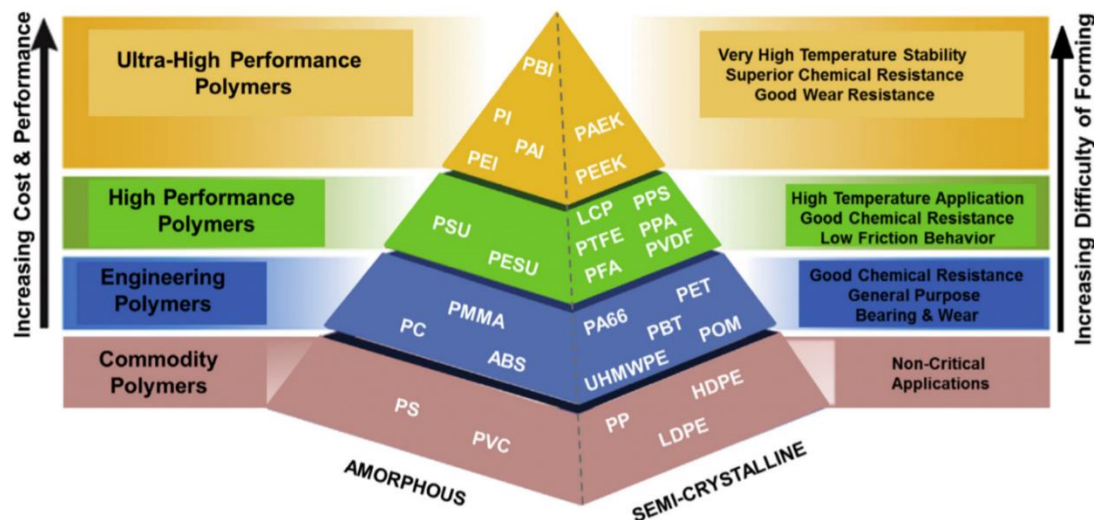 Increasing Cost & Performance
Ultra-High Performance
Polymers
PBI
PI
PAI
PEI
PAEK
PEEK
Very High Temperature Stability
Superior Chemical Resistance
Good Wear Resistance
Increasing Difficulty of Forming
High Performance
Polymers
PSU
PESU
LCP
PPS
PTFE
PPA
PVDF
PFA
High Temperature Application
Good Chemical Resistance
Low Friction Behavior
Engineering
Polymers
PMMA
PC
ABS
PA66
PET
PBT
POM
UHMWPE
Good Chemical Resistance
General Purpose
Bearing & Wear
Commodity
Polymers
PS
PVC
PP
HDPE
LDPE
Non-Critical
Applications
AMORPHOUS
SEMI-CRYSTALLINE